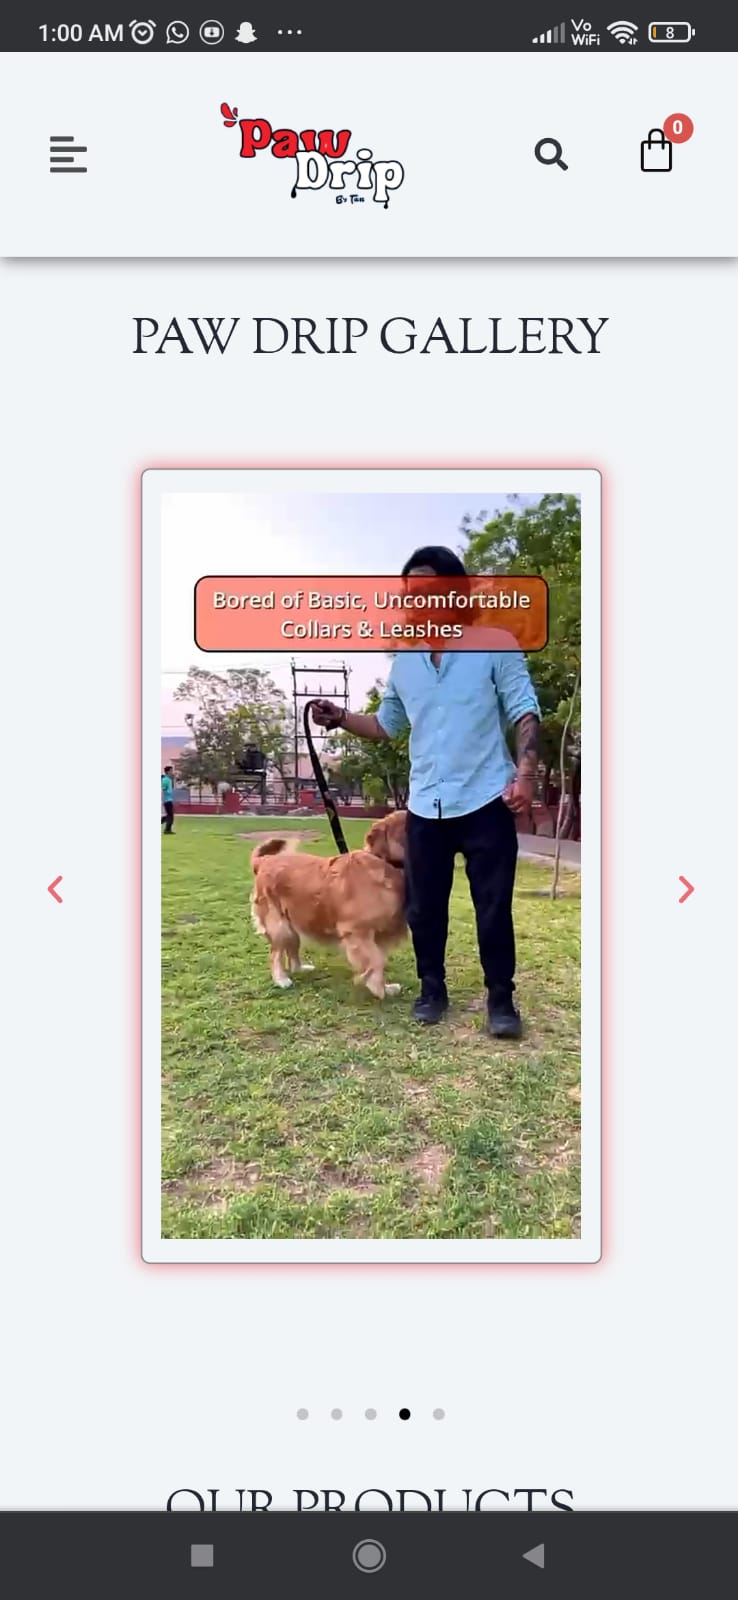 1:00 AM
Vo
WiFi
8
Paw
Drip
By Tan
0
PAW DRIP GALLERY
Bored of Basic, Uncomfortable
Collars & Leashes
OUR PRODUCTS